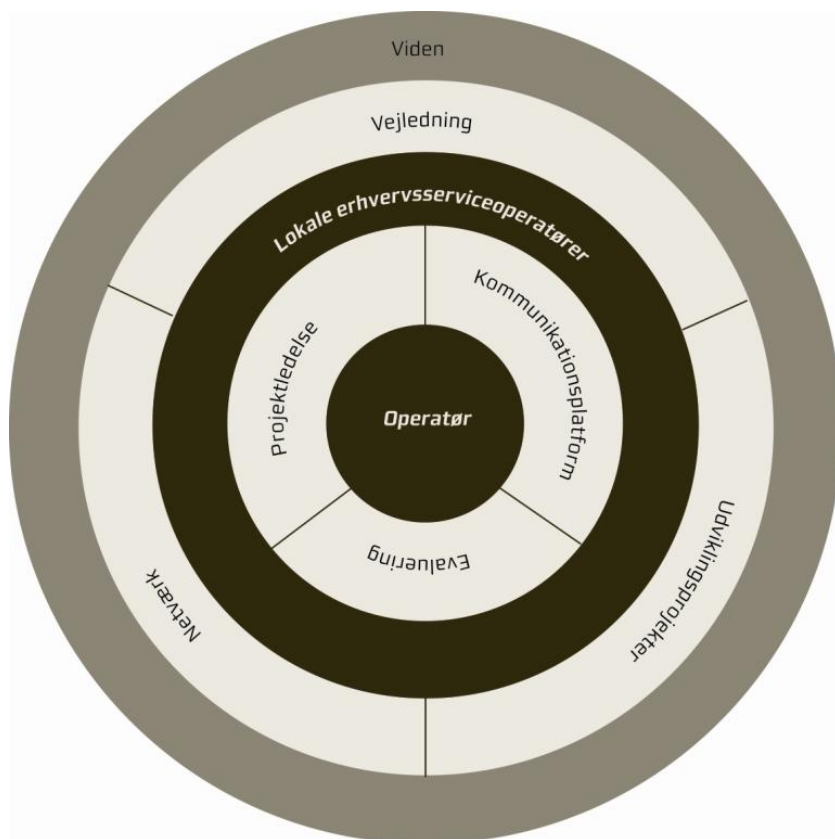 Viden
Vejledning
Lokale erhvervsserviceoperatører
Kommunikationsplatform
Projektledelse
Operatør
Evaluering
Udviklingsprojekter
Netværk